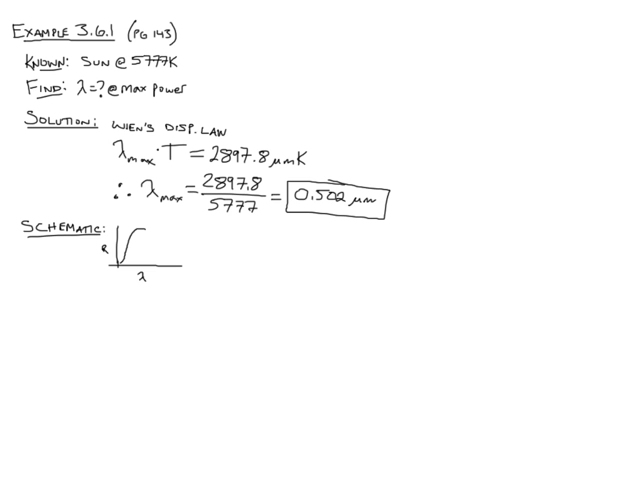 EXAMPLE 3.6.1 (PG 143)
KNOWN: SUN @ 5777K
FIND: λ=? @ max power
SOLUTION: WIEN'S DISP. LAW
λmax · T = 2897.8 μmK
∴ λmax = 2897.8 / 5777 = 0.502 μm
SCHEMATIC:
R
λ